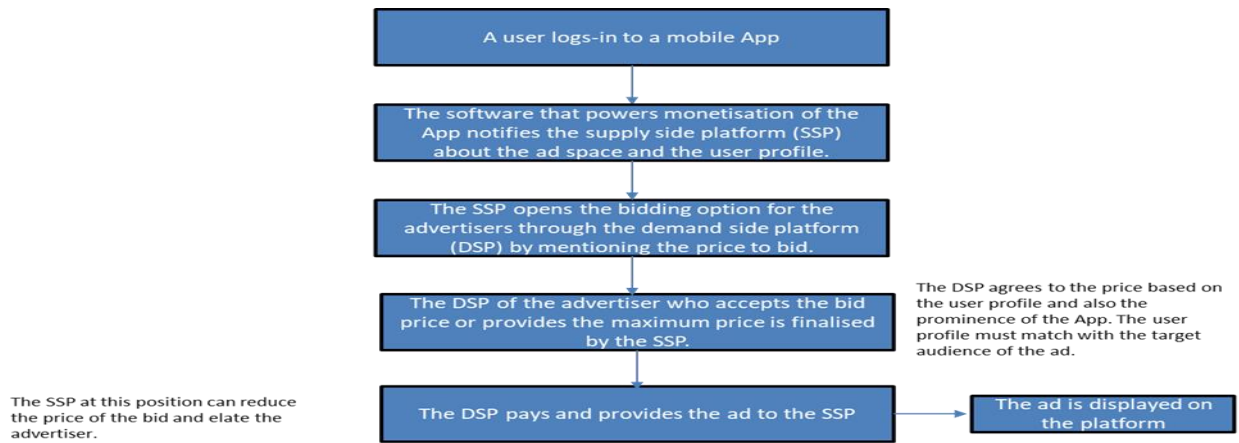 A user logs-in to a mobile App
The software that powers monetisation of the
App notifies the supply side platform (SSP)
about the ad space and the user profile.
The SSP opens the bidding option for the
advertisers through the demand side platform
(DSP) by mentioning the price to bid.
The DSP of the advertiser who accepts the bid
price or provides the maximum price is finalised
by the SSP.
The DSP agrees to the price based on
the user profile and also the
prominence of the App. The user
profile must match with the target
audience of the ad.
The SSP at this position can reduce
the price of the bid and elate the
advertiser.
The DSP pays and provides the ad to the SSP
The ad is displayed on
the platform